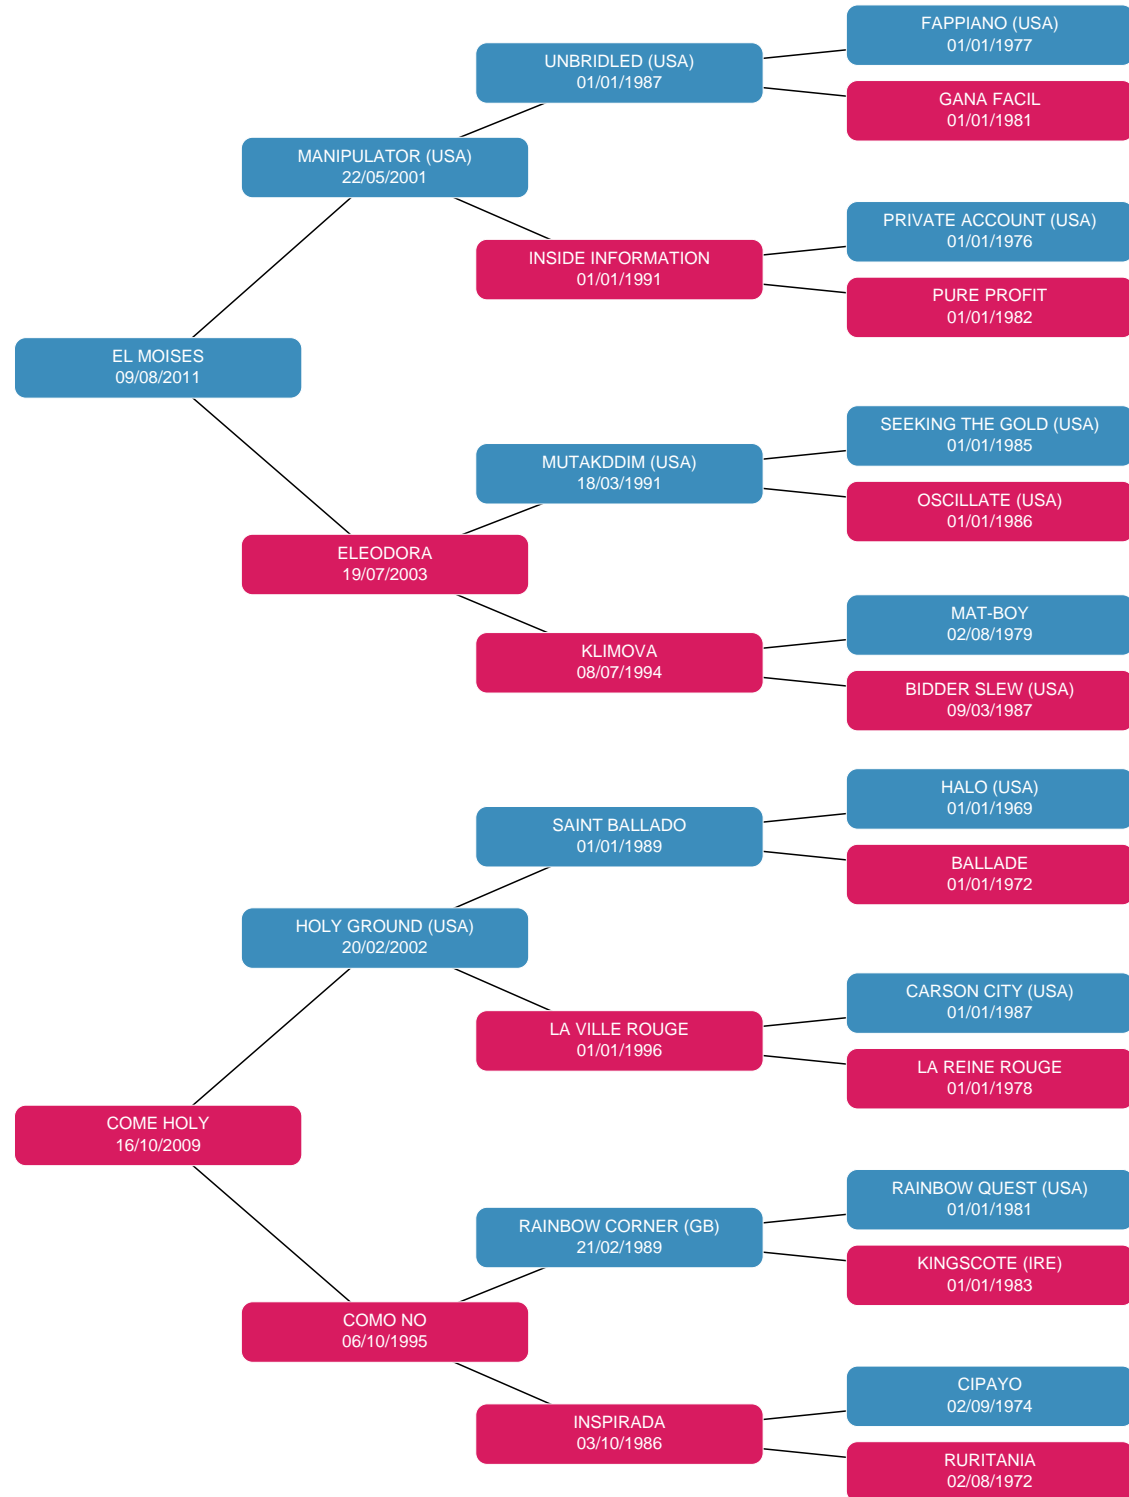 FAPPIANO (USA)
01/01/1977
UNBRIDLED (USA)
01/01/1987
GANA FACIL
01/01/1981
MANIPULATOR (USA)
22/05/2001
PRIVATE ACCOUNT (USA)
01/01/1976
INSIDE INFORMATION
01/01/1991
PURE PROFIT
01/01/1982
EL MOISES
09/08/2011
SEEKING THE GOLD (USA)
01/01/1985
MUTAKDDIM (USA)
18/03/1991
OSCILLATE (USA)
01/01/1986
ELEODORA
19/07/2003
MAT-BOY
02/08/1979
KLIMOVA
08/07/1994
BIDDER SLEW (USA)
09/03/1987
HALO (USA)
01/01/1969
SAINT BALLADO
01/01/1989
BALLADE
01/01/1972
HOLY GROUND (USA)
20/02/2002
CARSON CITY (USA)
01/01/1987
LA VILLE ROUGE
01/01/1996
LA REINE ROUGE
01/01/1978
COME HOLY
16/10/2009
RAINBOW QUEST (USA)
01/01/1981
RAINBOW CORNER (GB)
21/02/1989
KINGSCOTE (IRE)
01/01/1983
COMO NO
06/10/1995
CIPAYO
02/09/1974
INSPIRADA
03/10/1986
RURITANIA
02/08/1972